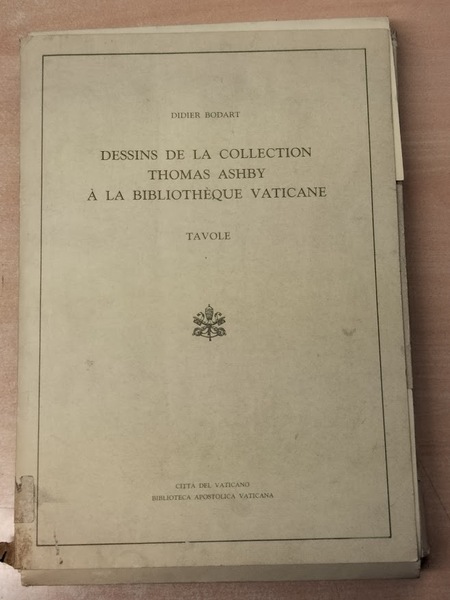 DIDIER BODART
DESSINS DE LA COLLECTION
THOMAS ASHBY
À LA BIBLIOTHÈQUE VATICANE
TAVOLE
CITTÀ DEL VATICANO
BIBLIOTECA APOSTOLICA VATICANA